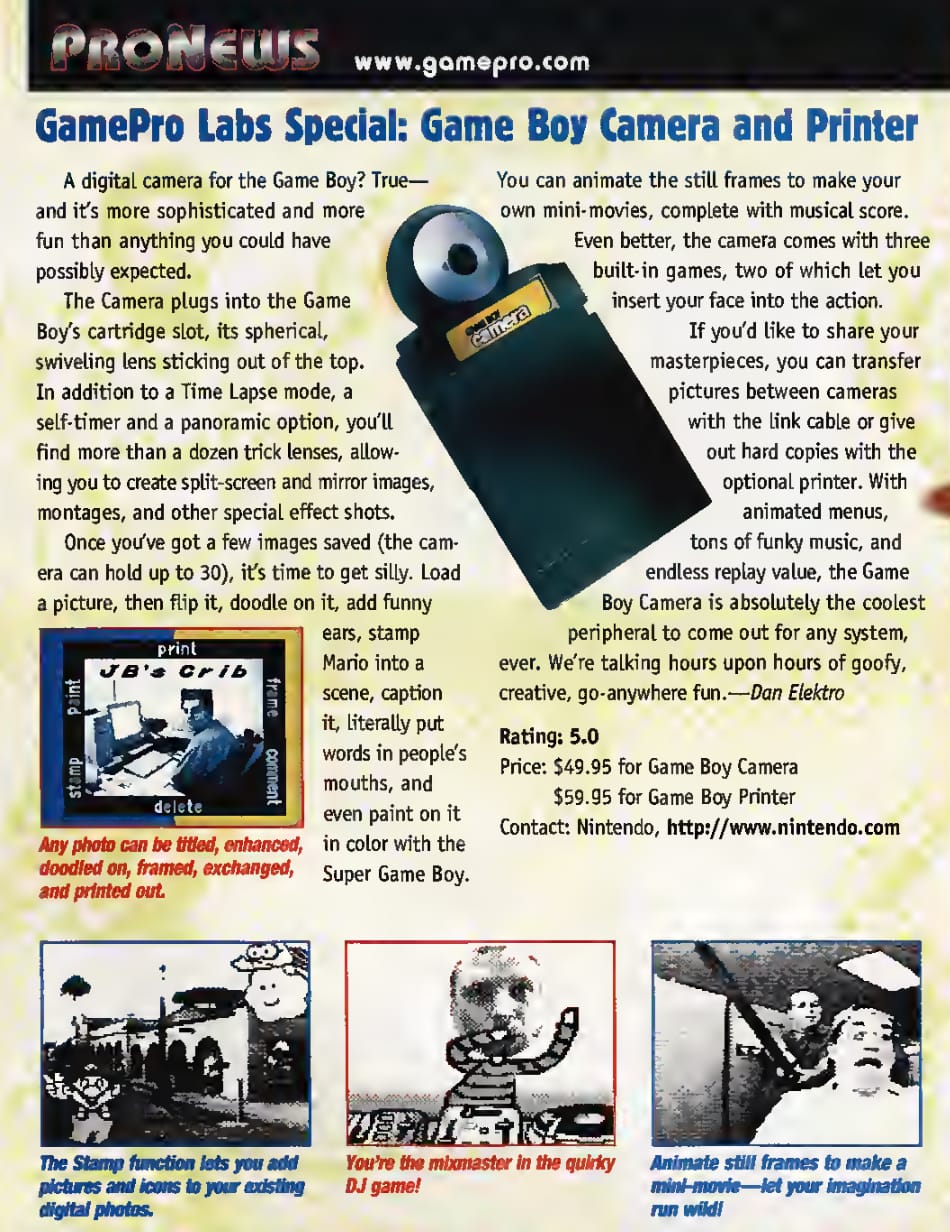 PRONEWS
www.gamepro.com
GamePro Labs Special: Game Boy Camera and Printer
A digital camera for the Game Boy? True—
and it's more sophisticated and more
fun than anything you could have
possibly expected.
The Camera plugs into the Game
Boy's cartridge slot, its spherical,
swiveling lens sticking out of the top.
In addition to a Time Lapse mode, a
self-timer and a panoramic option, you'll
find more than a dozen trick lenses, allow-
ing you to create split-screen and mirror images,
montages, and other special effect shots.
Once you've got a few images saved (the cam-
era can hold up to 30), it's time to get silly. Load
a picture, then flip it, doodle on it, add funny
ears, stamp
Mario into a
scene, caption
it, literally put
words in people's
mouths, and
even paint on it
in color with the
Super Game Boy.
print
JB's Crib
paint
frame
stamp
comment
delete
Any photo can be titled, enhanced,
doodled on, framed, exchanged,
and printed out.
GAME BOY
camera
You can animate the still frames to make your
own mini-movies, complete with musical score.
Even better, the camera comes with three
built-in games, two of which let you
insert your face into the action.
If you'd like to share your
masterpieces, you can transfer
pictures between cameras
with the link cable or give
out hard copies with the
optional printer. With
animated menus,
tons of funky music, and
endless replay value, the Game
Boy Camera is absolutely the coolest
peripheral to come out for any system,
ever. We're talking hours upon hours of goofy,
creative, go-anywhere fun.—Dan Elektro
Rating: 5.0
Price: $49.95 for Game Boy Camera
$59.95 for Game Boy Printer
Contact: Nintendo, http://www.nintendo.com
The Stamp function lets you add
pictures and icons to your existing
digital photos.
You're the mixmaster in the quirky
DJ game!
Animate still frames to make a
mini-movie—let your imagination
run wild!